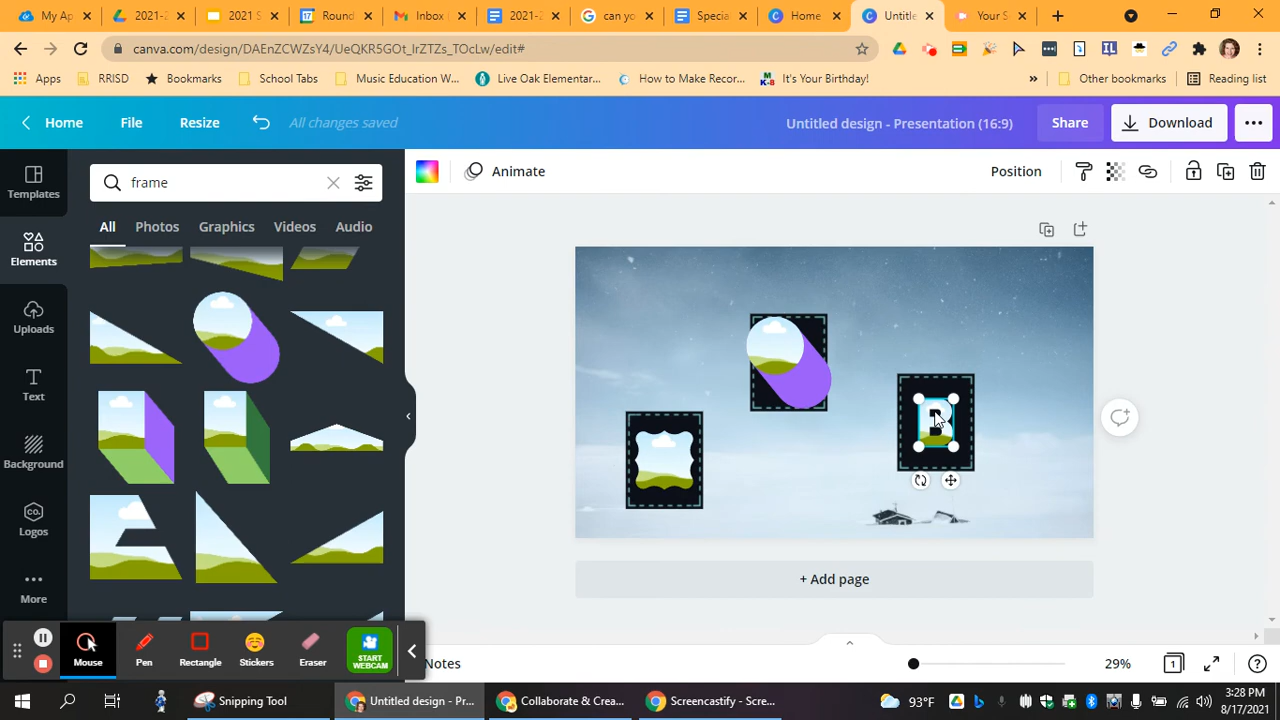 My Ap
2021-2
2021 S
Round
Inbox
2021-2
can yo
Specia
Home
Untitle
Your S
canva.com/design/DAEnZCWZsY4/UeQKR5GOt_lrZTZs_TOcLw/edit#
Apps
RRISD
Bookmarks
School Tabs
Music Education W...
Live Oak Elementar...
How to Make Recor...
It's Your Birthday!
»
Other bookmarks
Reading list
Home
File
Resize
All changes saved
Untitled design - Presentation (16:9)
Share
Download
Templates
frame
Animate
Position
All
Photos
Graphics
Videos
Audio
Elements
Uploads
Text
Background
Logos
More
B
+ Add page
Mouse
Pen
Rectangle
Stickers
Eraser
START
WEBCAM
Notes
29%
1
Snipping Tool
Untitled design - Pre...
Collaborate & Crea...
Screencastify - Scre...
93°F
3:28 PM
8/17/2021